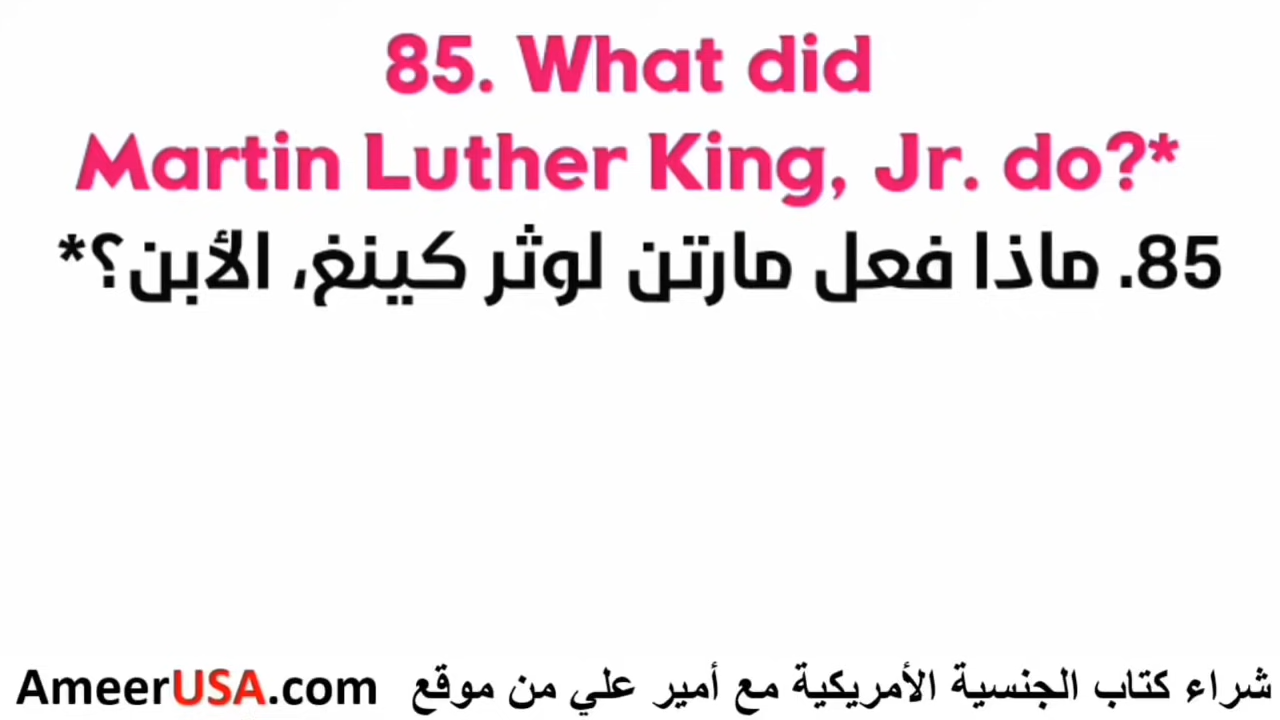 85. What did
Martin Luther King, Jr. do?*
85. ماذا فعل مارتن لوثر كينغ، الأبن؟*
شراء كتاب الجنسية الأمريكية مع أمير علي من موقع AmeerUSA.com